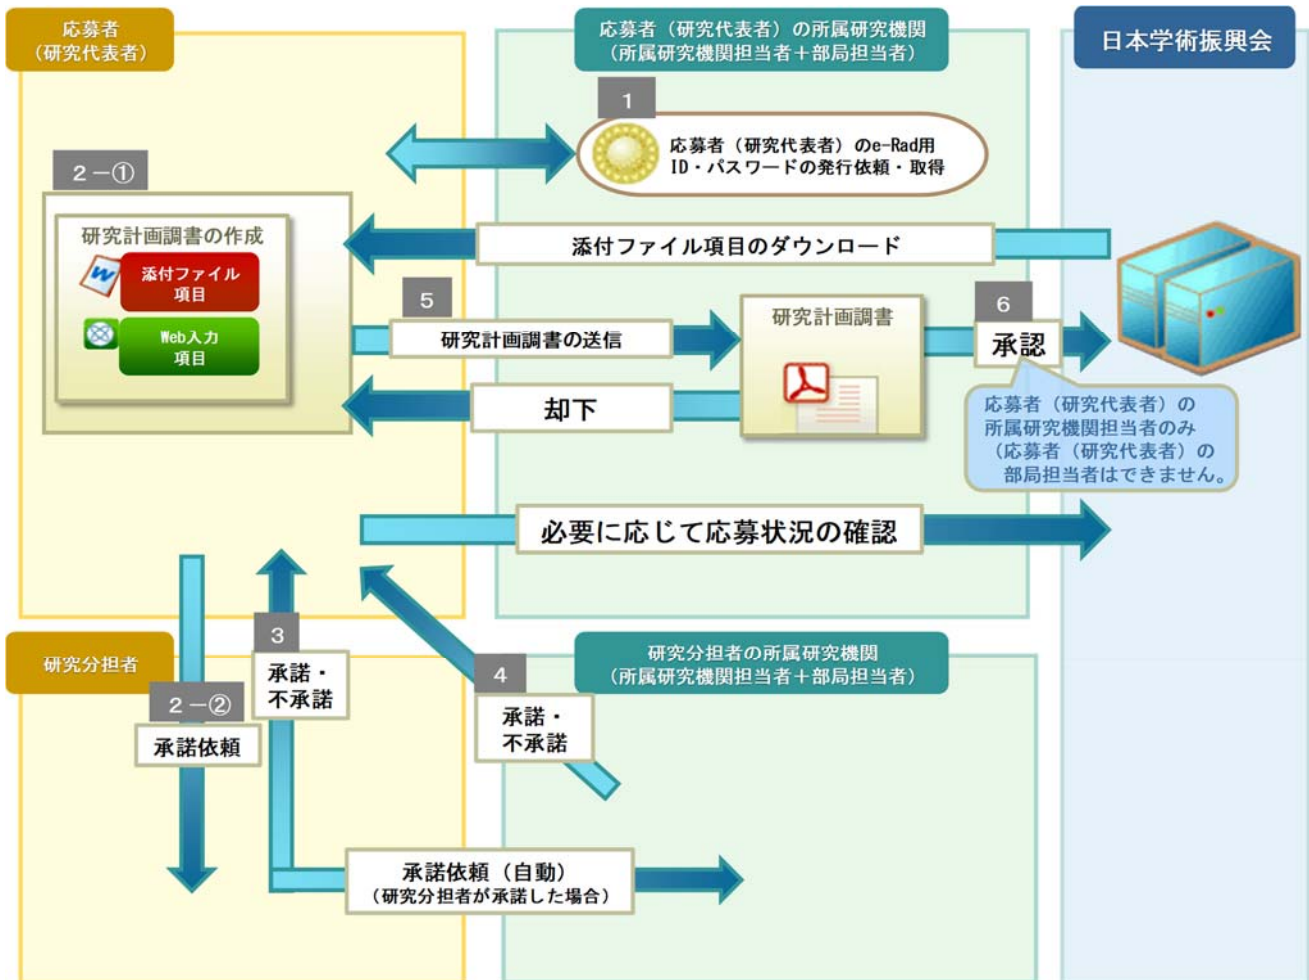 応募者
（研究代表者）
応募者（研究代表者）の所属研究機関
（所属研究機関担当者＋部局担当者）
日本学術振興会
1
応募者（研究代表者）のe-Rad用
ID・パスワードの発行依頼・取得
2－①
研究計画調書の作成
添付ファイル
項目
Web入力
項目
添付ファイル項目のダウンロード
5
研究計画調書の送信
研究計画調書
6
承認
却下
応募者（研究代表者）の
所属研究機関担当者のみ
（応募者（研究代表者）の
部局担当者はできません。
必要に応じて応募状況の確認
研究分担者
研究分担者の所属研究機関
（所属研究機関担当者＋部局担当者）
3
承諾・
不承諾
4
承諾・
不承諾
2－②
承諾依頼
承諾依頼（自動）
（研究分担者が承諾した場合）